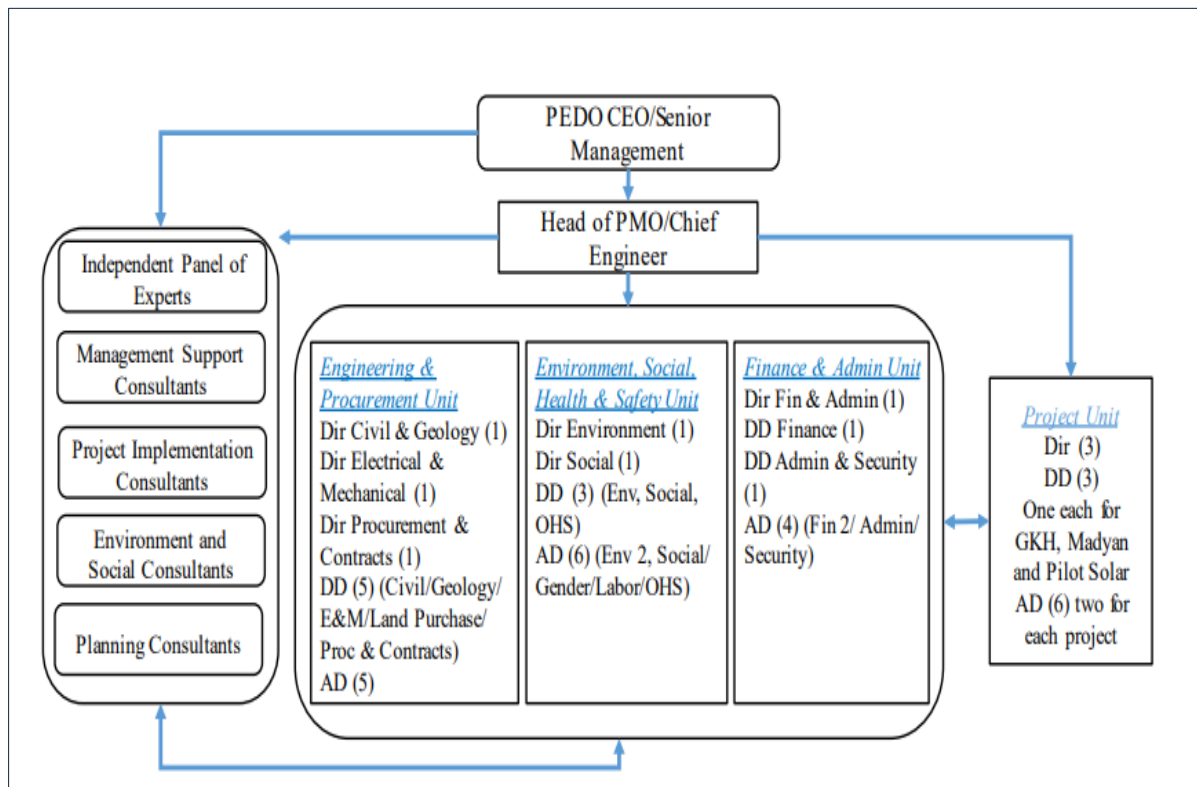 PEDO CEO/Senior
Management
Head of PMO/Chief
Engineer
Independent Panel of
Experts
Management Support
Consultants
Project Implementation
Consultants
Environment and
Social Consultants
Planning Consultants
Engineering &
Procurement Unit
Dir Civil & Geology (1)
Dir Electrical &
Mechanical (1)
Dir Procurement &
Contracts (1)
DD (5) (Civil/Geology/
E&M/Land Purchase/
Proc & Contracts)
AD (5)
Environment, Social,
Health & Safety Unit
Dir Environment (1)
Dir Social (1)
DD (3) (Env, Social,
OHS)
AD (6) (Env 2, Social/
Gender/Labor/OHS)
Finance & Admin Unit
Dir Fin & Admin (1)
DD Finance (1)
DD Admin & Security
(1)
AD (4) (Fin 2/ Admin/
Security)
Project Unit
Dir (3)
DD (3)
One each for
GKH, Madyan
and Pilot Solar
AD (6) two for
each project